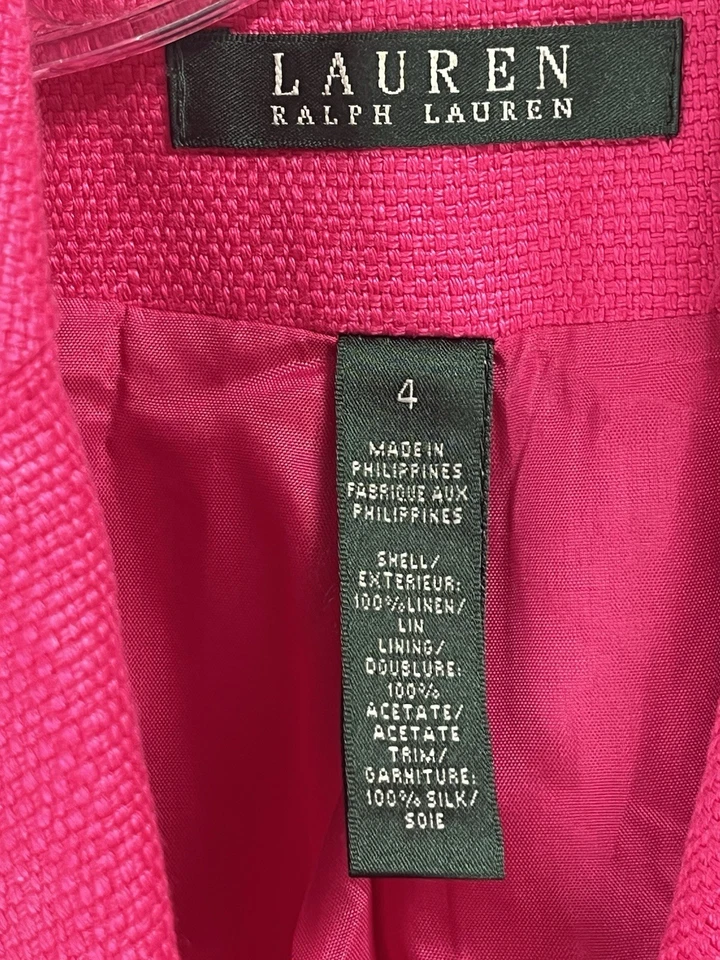 LAUREN
RALPH LAUREN
4
MADE IN
PHILIPPINES
FABRIQUE AUX
PHILIPPINES
SHELL/
EXTERIEUR:
100% LINEN/
LIN
LINING/
DOUBLURE:
100%
ACETATE/
ACETATE
TRIM/
GARNITURE:
100% SILK/
SOIE